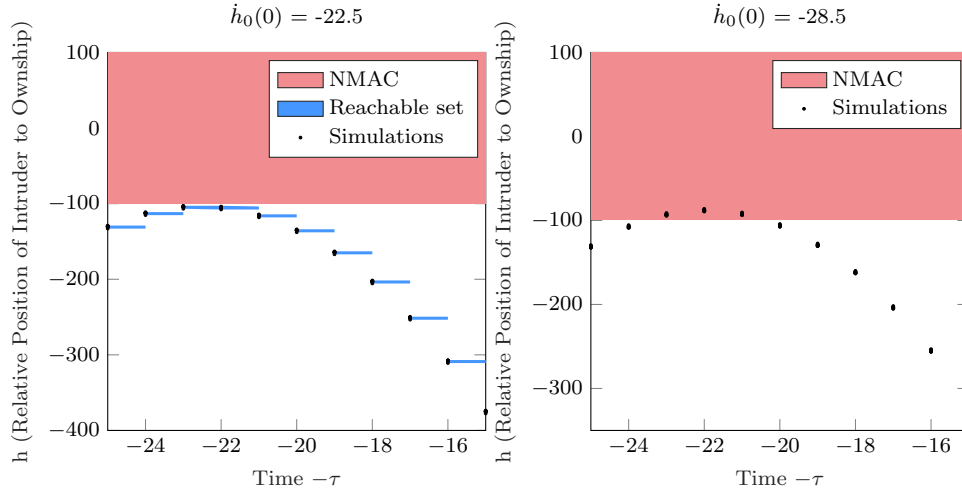 ḣ₀(0) = -22.5
h (Relative Position of Intruder to Ownship)
100
0
−100
−200
−300
−400
NMAC
Reachable set
Simulations
−24
−22
−20
−18
−16
Time −τ
ḣ₀(0) = -28.5
h (Relative Position of Intruder to Ownship)
100
0
−100
−200
−300
NMAC
Simulations
−24
−22
−20
−18
−16
Time −τ